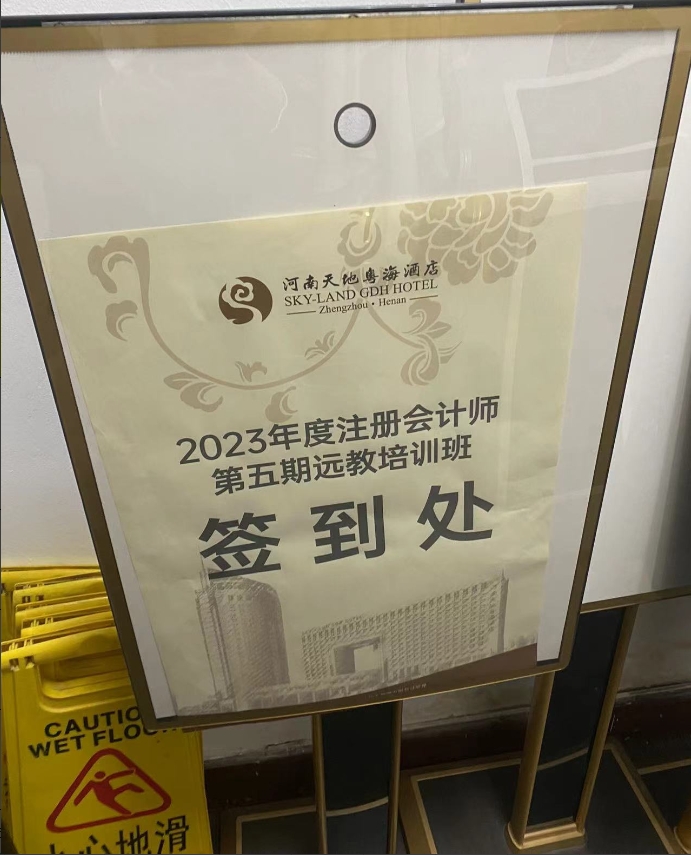 河南天地粤海酒店
SKY-LAND GDH HOTEL
Zhengzhou • Henan
2023年度注册会计师
第五期远教培训班
签到处
CAUTIO
WET FLOO
小心地滑